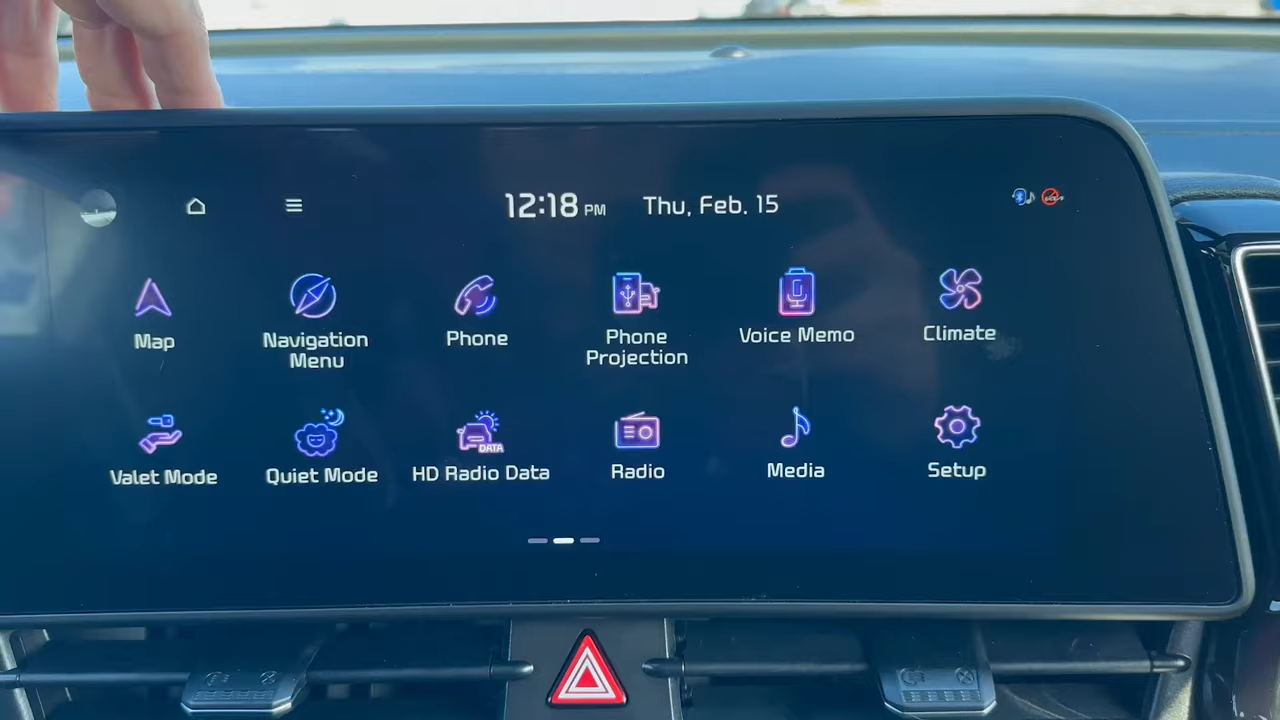 12:18 PM Thu, Feb. 15
Map
Navigation
Menu
Phone
Phone
Projection
Voice Memo
Climate
Valet Mode
Quiet Mode
DATA
HD Radio Data
Radio
Media
Setup